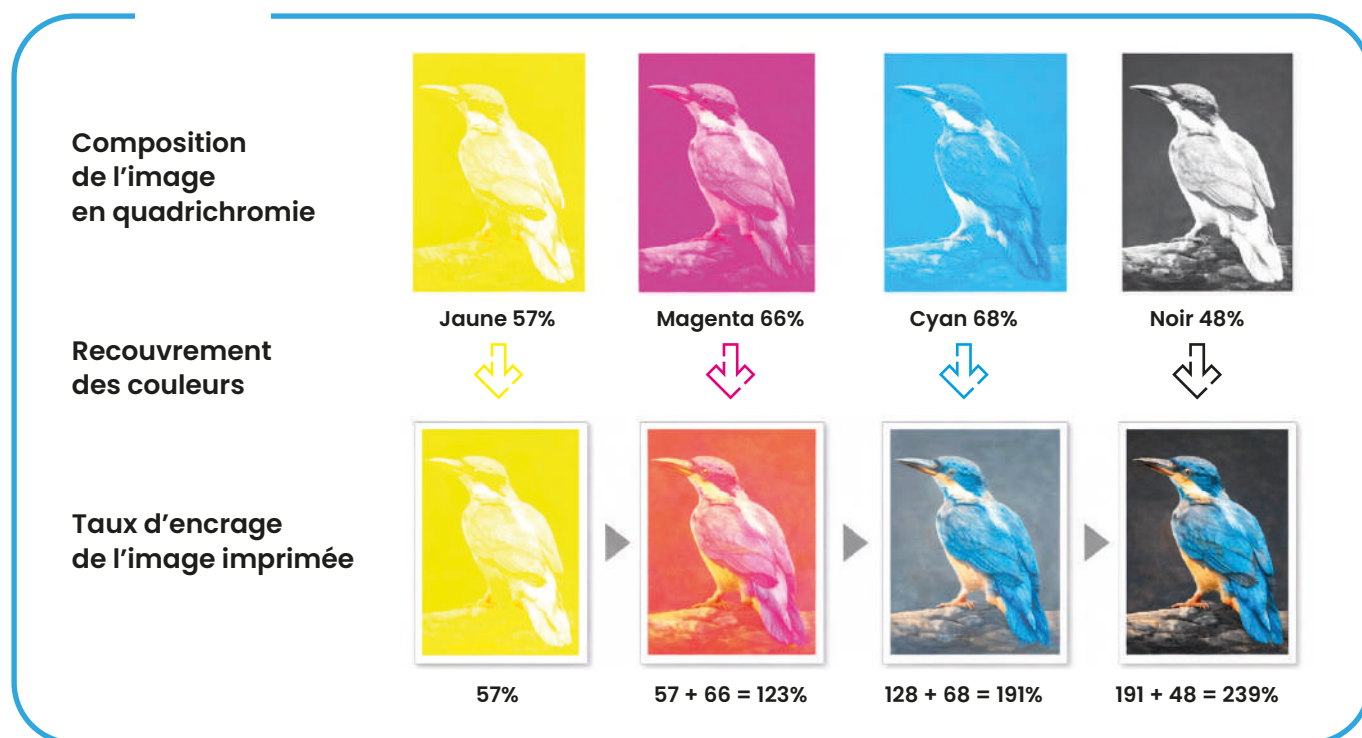 Composition
de l’image
en quadrichromie
Jaune 57%
Magenta 66%
Cyan 68%
Noir 48%
Recouvrement
des couleurs
Taux d’encrage
de l’image imprimée
57%
57 + 66 = 123%
128 + 68 = 191%
191 + 48 = 239%